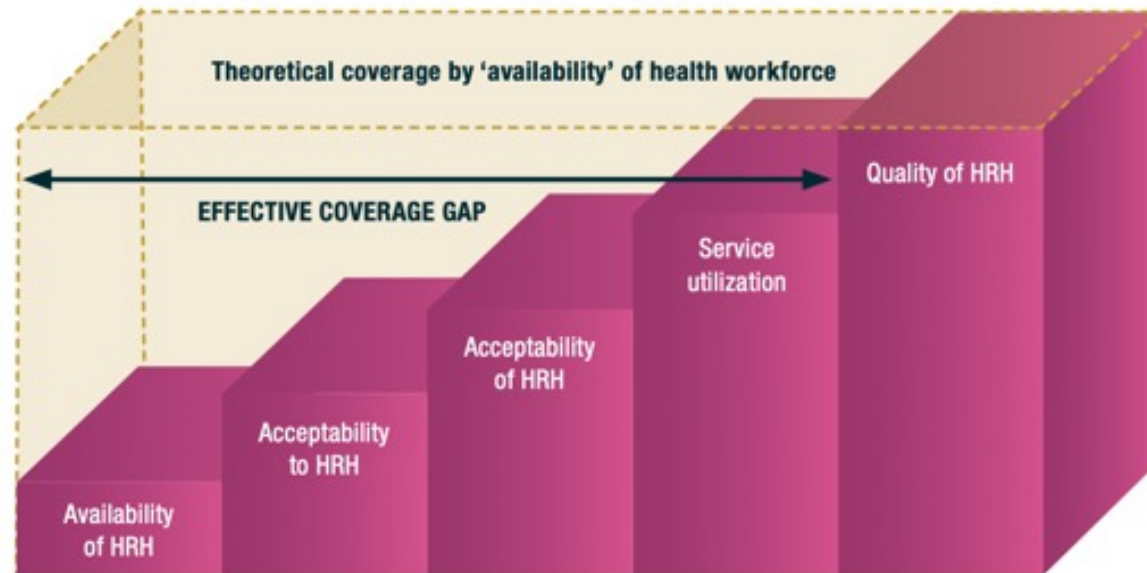 Theoretical coverage by ‘availability’ of health workforce
EFFECTIVE COVERAGE GAP
Quality of HRH
Service
utilization
Acceptability
of HRH
Acceptability
to HRH
Availability
of HRH